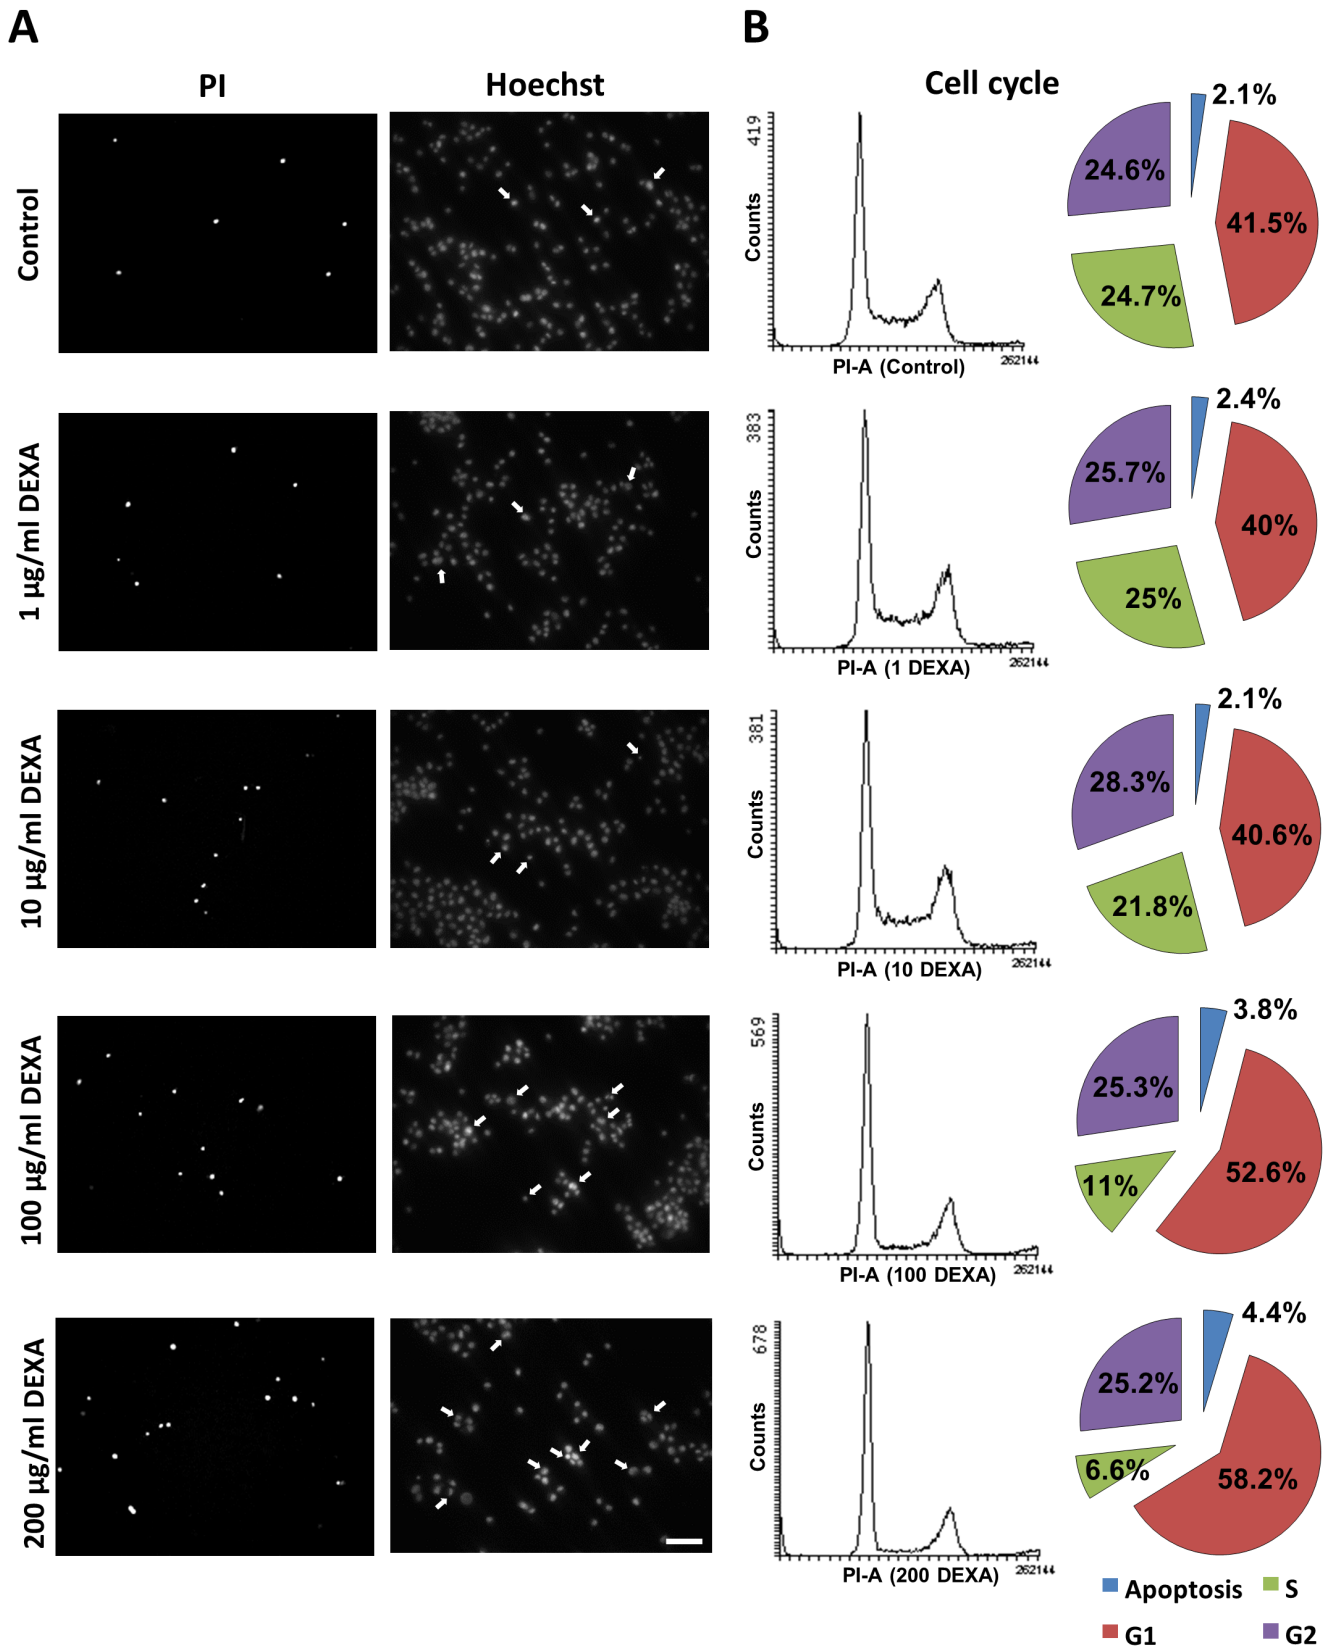 A
B
PI
Hoechst
Cell cycle
Control
419
Counts
PI-A (Control)
262144
2.1%
24.6%
41.5%
24.7%
1 µg/ml DEXA
383
Counts
PI-A (1 DEXA)
262144
2.4%
25.7%
40%
25%
10 µg/ml DEXA
381
Counts
PI-A (10 DEXA)
262144
2.1%
28.3%
40.6%
21.8%
100 µg/ml DEXA
569
Counts
PI-A (100 DEXA)
262144
3.8%
25.3%
52.6%
11%
200 µg/ml DEXA
678
Counts
PI-A (200 DEXA)
262144
4.4%
25.2%
58.2%
6.6%
Apoptosis
S
G1
G2